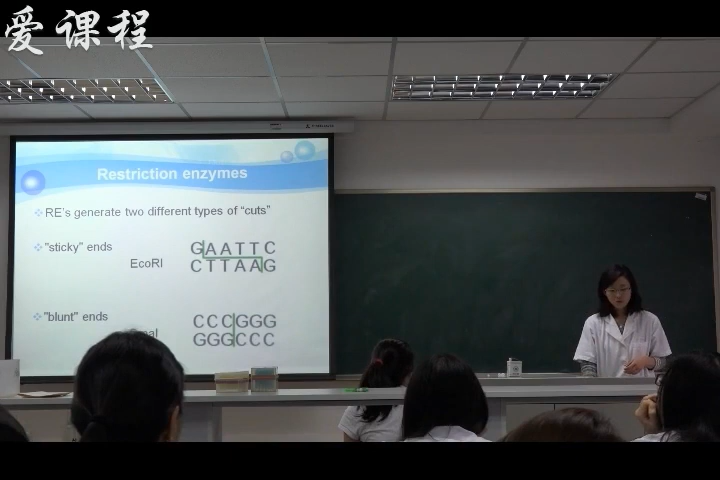 爱课程
Restriction enzymes
RE's generate two different types of “cuts”
"sticky" ends
EcoRI
GAATTC
CTTAAG
"blunt" ends
CCCGGG
GGGCCC